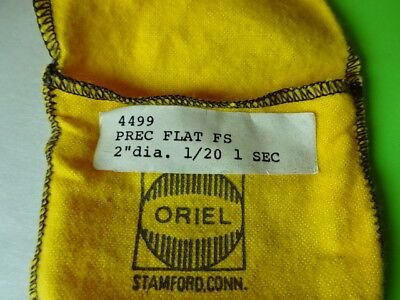 4499
PREC FLAT FS
2"dia. 1/20 1 SEC
ORIEL
STAMFORD,CONN.